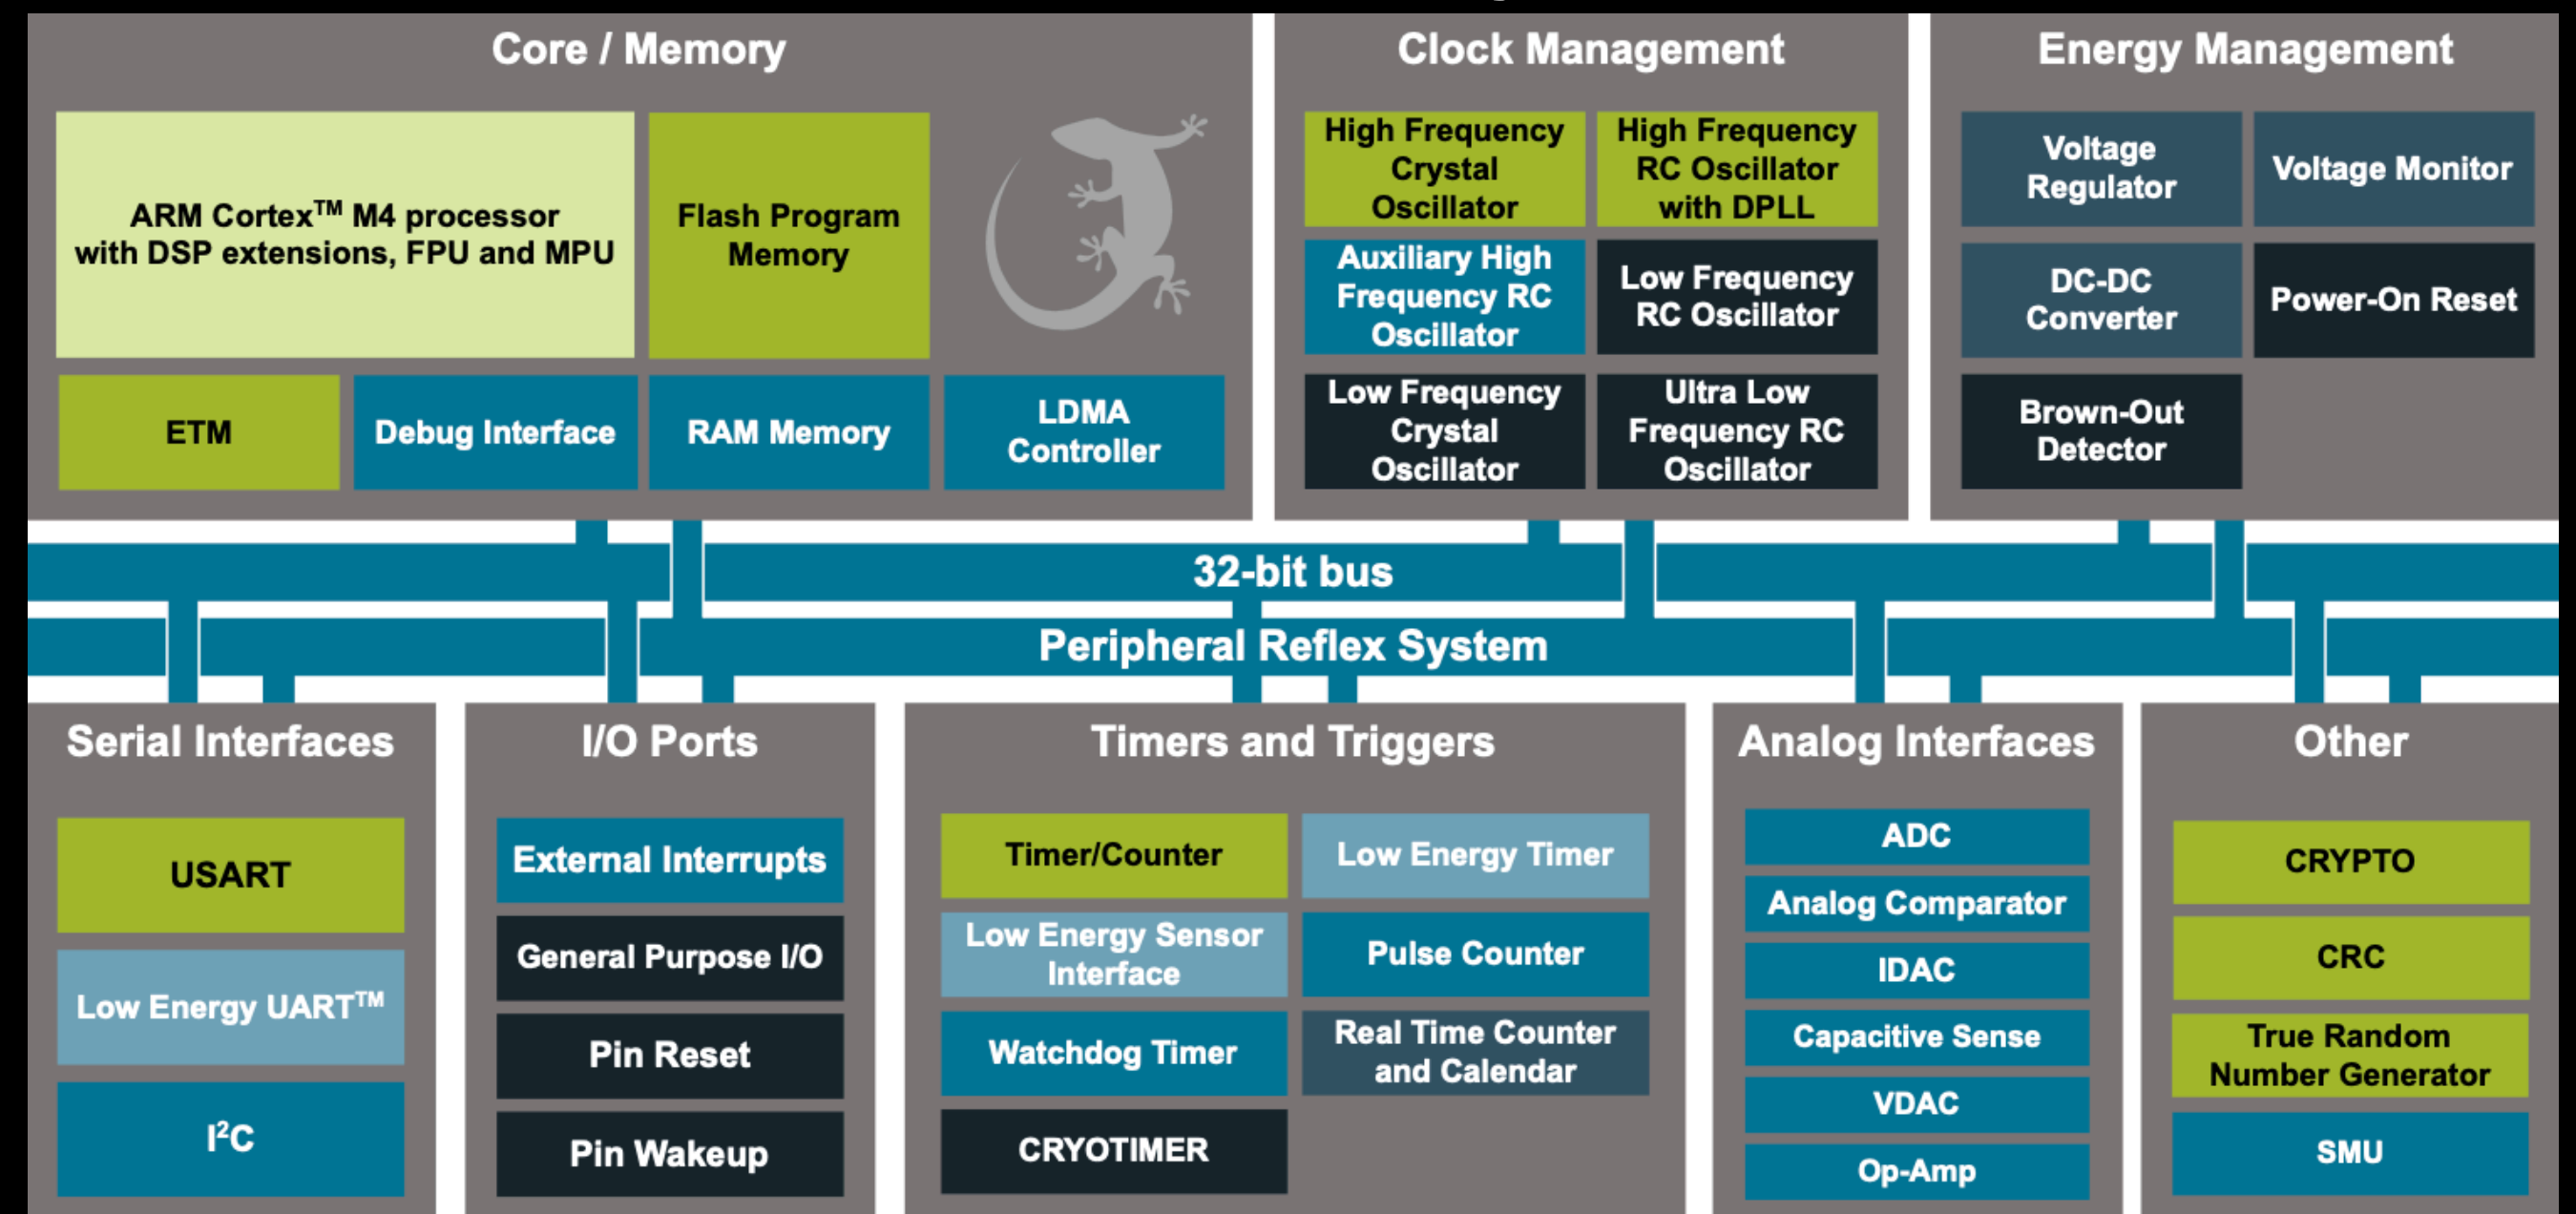 Core / Memory
ARM Cortex™ M4 processor
with DSP extensions, FPU and MPU
Flash Program
Memory
ETM
Debug Interface
RAM Memory
LDMA
Controller
Clock Management
High Frequency
Crystal
Oscillator
High Frequency
RC Oscillator
with DPLL
Auxiliary High
Frequency RC
Oscillator
Low Frequency
RC Oscillator
Low Frequency
Crystal
Oscillator
Ultra Low
Frequency RC
Oscillator
Energy Management
Voltage
Regulator
Voltage Monitor
DC-DC
Converter
Power-On Reset
Brown-Out
Detector
32-bit bus
Peripheral Reflex System
Serial Interfaces
USART
Low Energy UART™
I²C
I/O Ports
External Interrupts
General Purpose I/O
Pin Reset
Pin Wakeup
Timers and Triggers
Timer/Counter
Low Energy Timer
Low Energy Sensor
Interface
Pulse Counter
Watchdog Timer
Real Time Counter
and Calendar
CRYOTIMER
Analog Interfaces
ADC
Analog Comparator
IDAC
Capacitive Sense
VDAC
Op-Amp
Other
CRYPTO
CRC
True Random
Number Generator
SMU